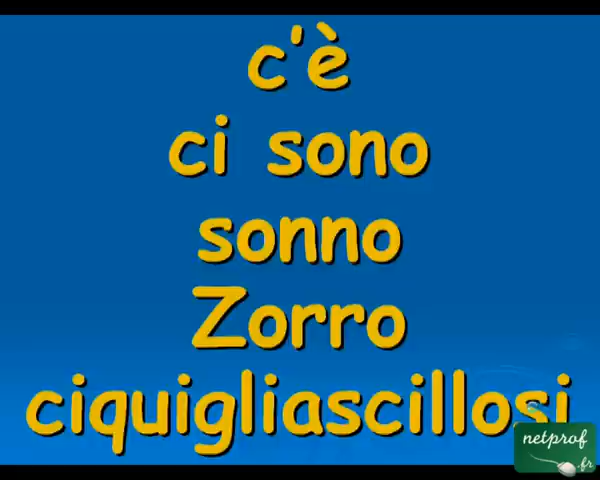 c'è
ci sono
sonno
Zorro
ciquigliascillosi
netprof
.fr